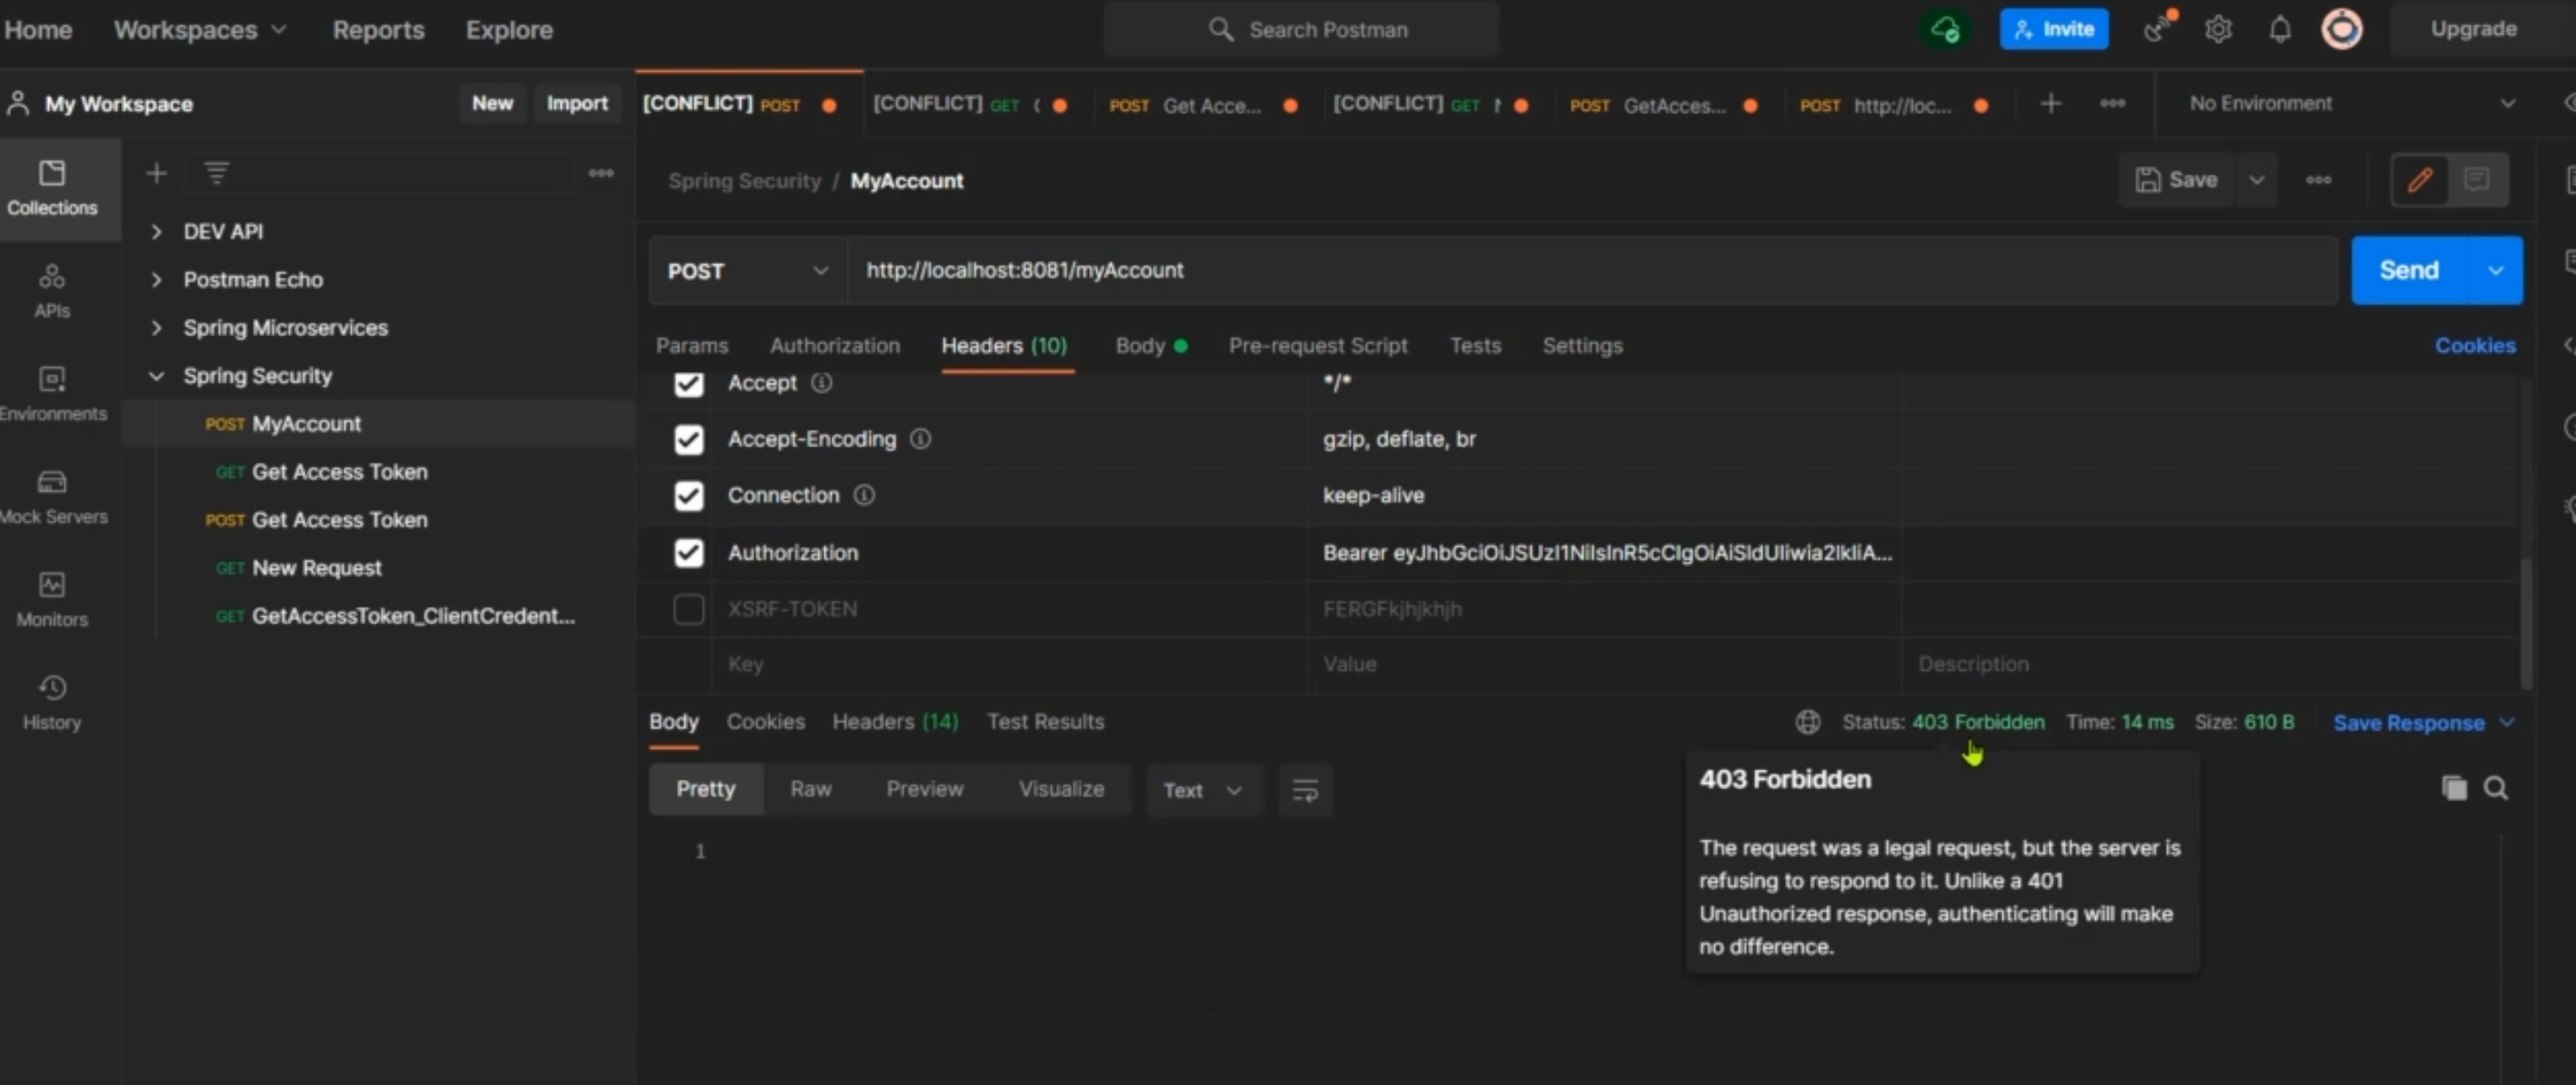 Home Workspaces Reports Explore Search Postman Invite Upgrade
My Workspace New Import [CONFLICT] POST [CONFLICT] GET POST Get Acce... [CONFLICT] GET POST GetAcces... POST http://loc... No Environment
Collections
APIs
Environments
Mock Servers
Monitors
History
DEV API
Postman Echo
Spring Microservices
Spring Security
POST MyAccount
GET Get Access Token
POST Get Access Token
GET New Request
GET GetAccessToken_ClientCredent...
Spring Security / MyAccount Save
POST http://localhost:8081/myAccount Send
Params Authorization Headers (10) Body Pre-request Script Tests Settings Cookies
Accept */*
Accept-Encoding gzip, deflate, br
Connection keep-alive
Authorization Bearer
XSRF-TOKEN FERGFkjhjkhjh
Key Value Description
Body Cookies Headers (14) Test Results Status: 403 Forbidden Time: 14 ms Size: 610 B Save Response
Pretty Raw Preview Visualize Text
1
403 Forbidden
The request was a legal request, but the server is
refusing to respond to it. Unlike a 401
Unauthorized response, authenticating will make
no difference.